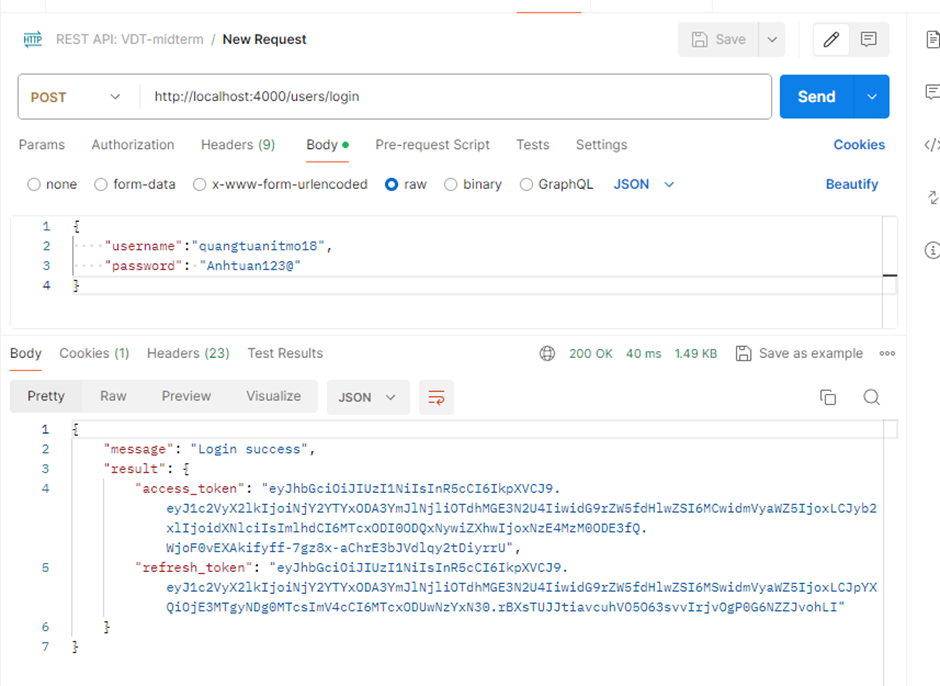 HTTP REST API: VDT-midterm / New Request Save
POST http://localhost:4000/users/login Send
Params Authorization Headers (9) Body Pre-request Script Tests Settings Cookies
none form-data x-www-form-urlencoded raw binary GraphQL JSON Beautify
1 {
2 "username":"quangtuanitmo18",
3 "password": "Anhtuan123@"
4 }
Body Cookies (1) Headers (23) Test Results 200 OK 40 ms 1.49 KB Save as example
Pretty Raw Preview Visualize JSON
1 {
2 "message": "Login success",
3 "result": {
4 "access_token": "eyJhbGciOiJIUzI1NiIsInR5cCI6IkpXVCJ9.
eyJ1c2VyX2lkIjoiNjY2YTYxODA3YmJlNjliOTdhMGE3N2U4IiwidG9rZW5fdHlwZSI6MCwidmVyaWZ5IjoxLCJyb2
xlIjoidXNlciIsImlhdCI6MTcxODI0ODQxNywiZXhwIjoxNzE4MzM0ODE3fQ.
WjoF0vEXAkifyff-7gz8x-aChrE3bJVdlqy2tDiyrrU",
5 "refresh_token": "eyJhbGciOiJIUzI1NiIsInR5cCI6IkpXVCJ9.
eyJ1c2VyX2lkIjoiNjY2YTYxODA3YmJlNjliOTdhMGE3N2U4IiwidG9rZW5fdHlwZSI6MSwidmVyaWZ5IjoxLCJpYX
QiOjE3MTgyNDg0MTcsImV4cCI6MTcxODUwNzYxN30.rBXsTUJJtiavcuhVO5O63svvIrjvOgP0G6NZZJvohLI"
6 }
7 }